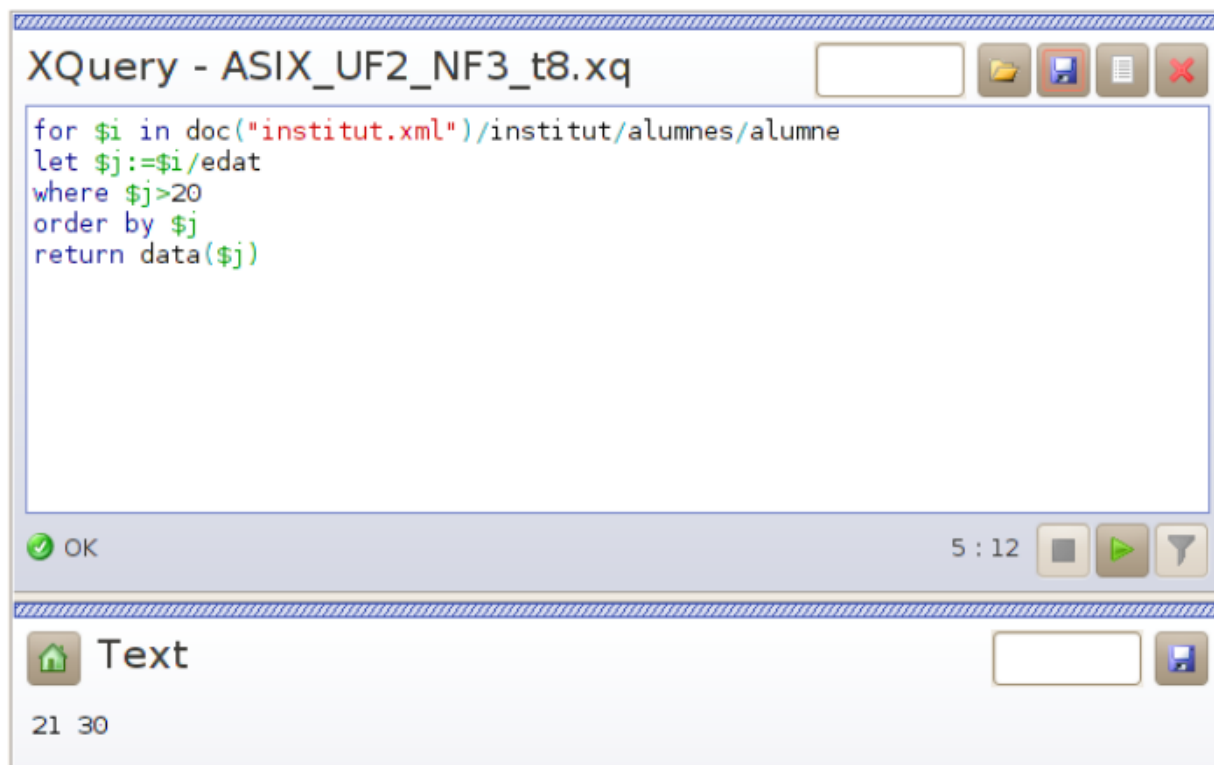 XQuery - ASIX_UF2_NF3_t8.xq
for $i in doc("institut.xml")/institut/alumnes/alumne
let $j:=$i/edat
where $j>20
order by $j
return data($j)
OK
5 : 12
Text
21 30